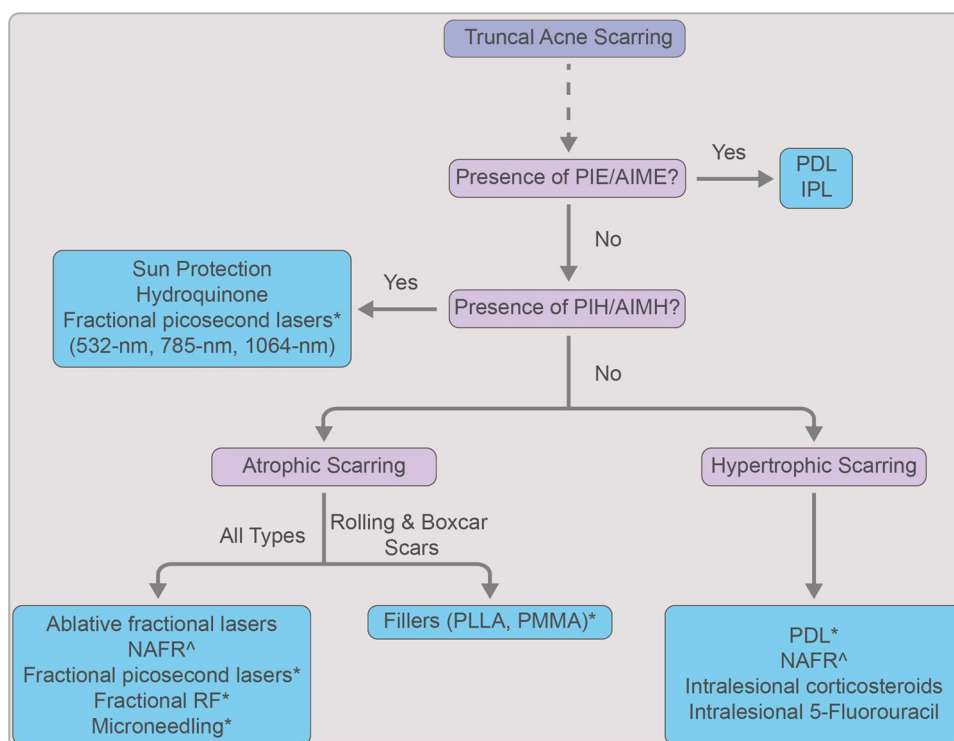 Truncal Acne Scarring
Presence of PIE/AIME?
Yes
PDL
IPL
No
Sun Protection
Hydroquinone
Fractional picosecond lasers*
(532-nm, 785-nm, 1064-nm)
Yes
Presence of PIH/AIMH?
No
Atrophic Scarring
Hypertrophic Scarring
All Types
Rolling & Boxcar
Scars
Ablative fractional lasers
NAFR^
Fractional picosecond lasers*
Fractional RF*
Microneedling*
Fillers (PLLA, PMMA)*
PDL*
NAFR^
Intralesional corticosteroids
Intralesional 5-Fluorouracil